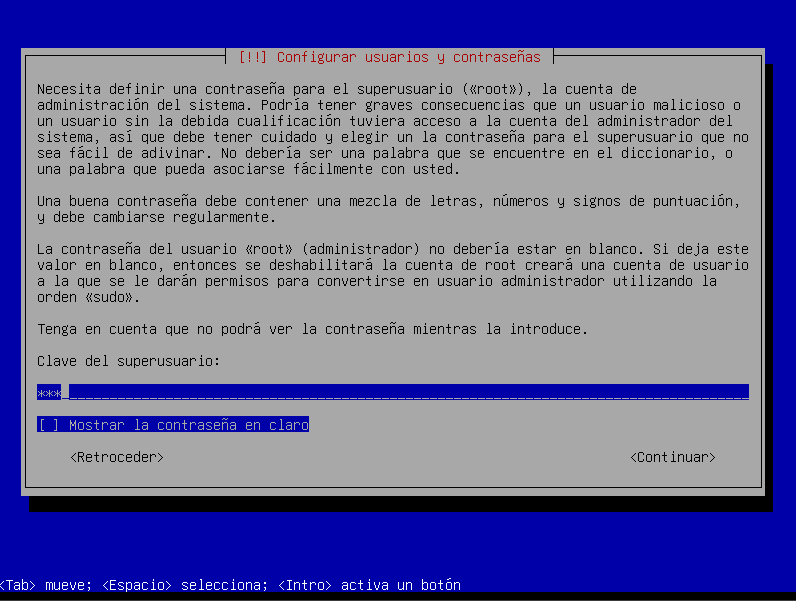 [!!] Configurar usuarios y contraseñas
Necesita definir una contraseña para el superusuario («root»), la cuenta de
administración del sistema. Podría tener graves consecuencias que un usuario malicioso o
un usuario sin la debida cualificación tuviera acceso a la cuenta del administrador del
sistema, así que debe tener cuidado y elegir un la contraseña para el superusuario que no
sea fácil de adivinar. No debería ser una palabra que se encuentre en el diccionario, o
una palabra que pueda asociarse fácilmente con usted.
Una buena contraseña debe contener una mezcla de letras, números y signos de puntuación,
y debe cambiarse regularmente.
La contraseña del usuario «root» (administrador) no debería estar en blanco. Si deja este
valor en blanco, entonces se deshabilitará la cuenta de root creará una cuenta de usuario
a la que se le darán permisos para convertirse en usuario administrador utilizando la
orden «sudo».
Tenga en cuenta que no podrá ver la contraseña mientras la introduce.
Clave del superusuario:
***
[ ] Mostrar la contraseña en claro
<Retroceder> <Continuar>
<Tab> mueve; <Espacio> selecciona; <Intro> activa un botón